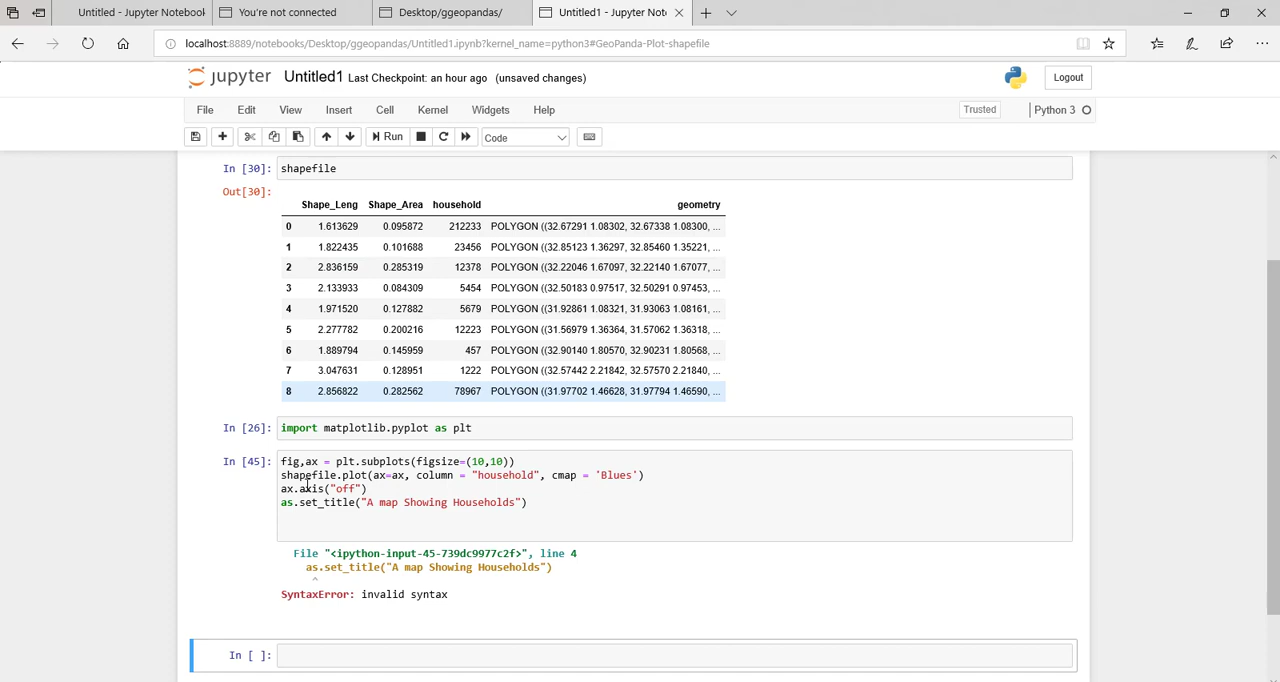 Untitled - Jupyter Notebook
You're not connected
Desktop/ggeopandas/
Untitled1 - Jupyter Not
localhost:8889/notebooks/Desktop/ggeopandas/Untitled1.ipynb?kernel_name=python3#GeoPanda-Plot-shapefile
jupyter Untitled1 Last Checkpoint: an hour ago (unsaved changes)
Logout
File Edit View Insert Cell Kernel Widgets Help
Trusted Python 3
Run Code
In [30]: shapefile
Out[30]:
Shape_Leng Shape_Area household geometry
0 1.613629 0.095872 212233 POLYGON ((32.67291 1.08302, 32.67338 1.08300, ...
1 1.822435 0.101688 23456 POLYGON ((32.85123 1.36297, 32.85460 1.35221, ...
2 2.836159 0.285319 12378 POLYGON ((32.22046 1.67097, 32.22140 1.67077, ...
3 2.133933 0.084309 5454 POLYGON ((32.50183 0.97517, 32.50291 0.97453, ...
4 1.971520 0.127882 5679 POLYGON ((31.92861 1.08321, 31.93063 1.08161, ...
5 2.277782 0.200216 12223 POLYGON ((31.56979 1.36364, 31.57062 1.36318, ...
6 1.889794 0.145959 457 POLYGON ((32.90140 1.80570, 32.90231 1.80568, ...
7 3.047631 0.128951 1222 POLYGON ((32.57442 2.21842, 32.57570 2.21840, ...
8 2.856822 0.282562 78967 POLYGON ((31.97702 1.46628, 31.97794 1.46590, ...
In [26]: import matplotlib.pyplot as plt
In [45]: fig,ax = plt.subplots(figsize=(10,10))
shapefile.plot(ax=ax, column = "household", cmap = 'Blues')
ax.axis("off")
as.set_title("A map Showing Households")
File "<ipython-input-45-739dc9977c2f>", line 4
as.set_title("A map Showing Households")
^
SyntaxError: invalid syntax
In [ ]: